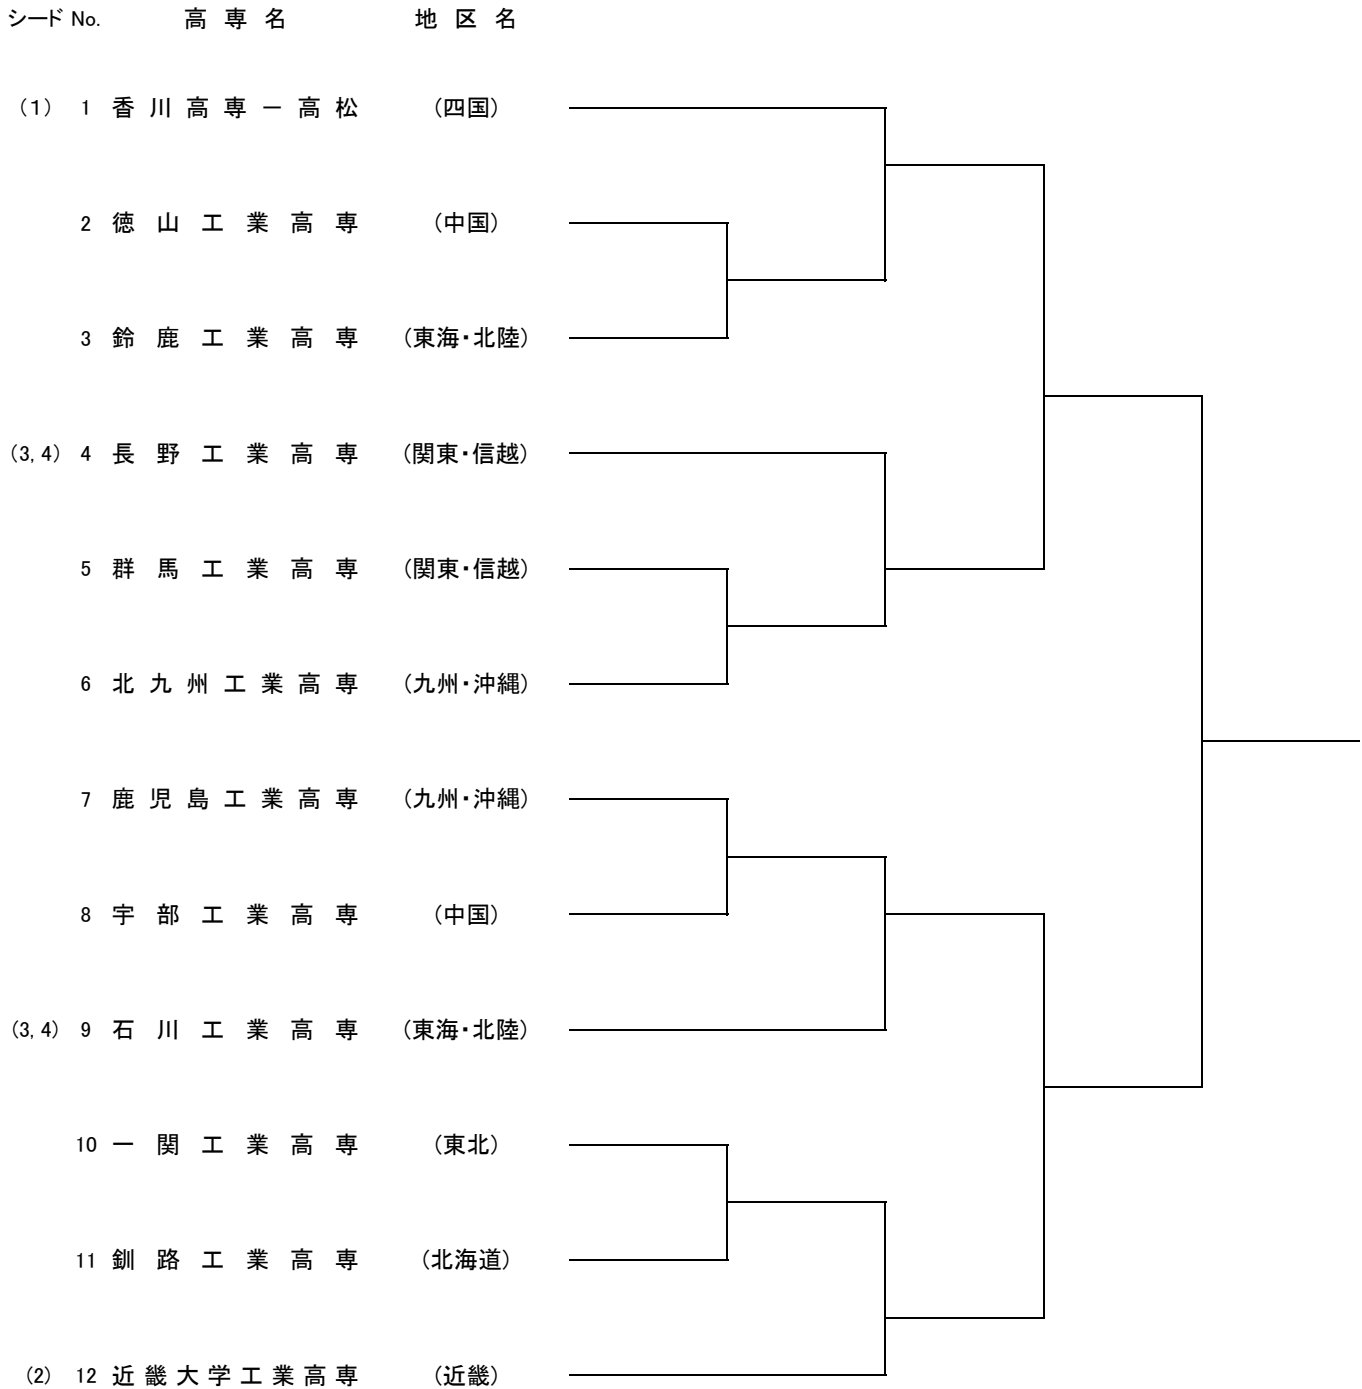 シード No. 高専名 地区名
(1) 1 香川高専－高松 (四国)
2 徳山工業高専 (中国)
3 鈴鹿工業高専 (東海・北陸)
(3,4) 4 長野工業高専 (関東・信越)
5 群馬工業高専 (関東・信越)
6 北九州工業高専 (九州・沖縄)
7 鹿児島工業高専 (九州・沖縄)
8 宇部工業高専 (中国)
(3,4) 9 石川工業高専 (東海・北陸)
10 一関工業高専 (東北)
11 釧路工業高専 (北海道)
(2) 12 近畿大学工業高専 (近畿)